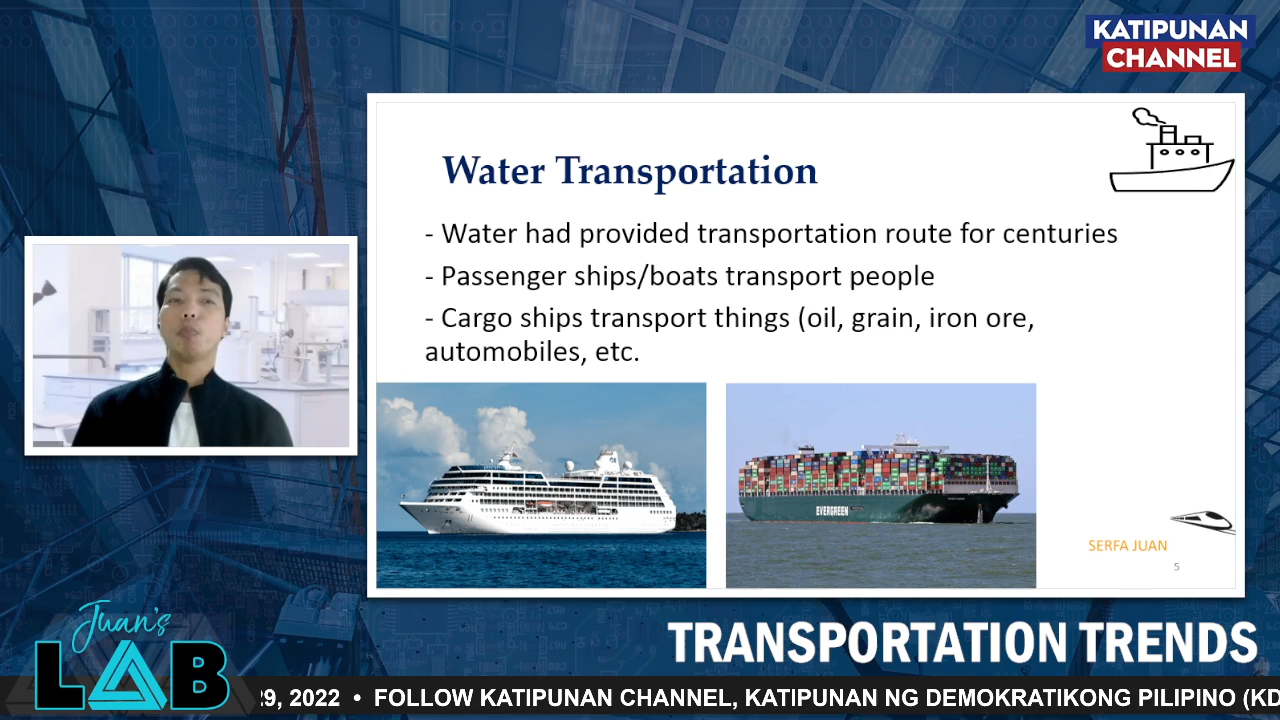 KATIPUNAN
CHANNEL
Water Transportation
- Water had provided transportation route for centuries
- Passenger ships/boats transport people
- Cargo ships transport things (oil, grain, iron ore,
automobiles, etc.
EVERGREEN
SERFA JUAN
5
Juan's
LAB
TRANSPORTATION TRENDS
29, 2022 • FOLLOW KATIPUNAN CHANNEL, KATIPUNAN NG DEMOKRATIKONG PILIPINO (KD